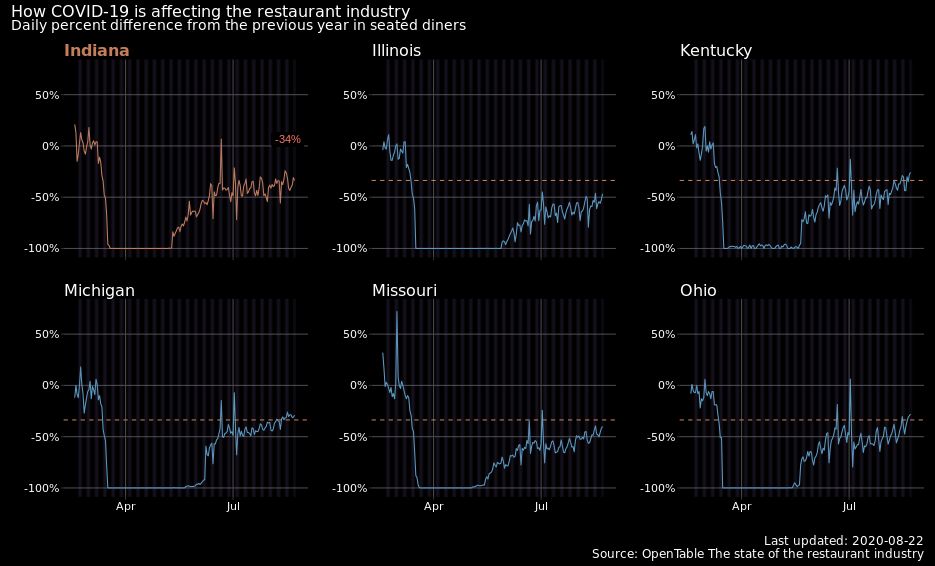 How COVID-19 is affecting the restaurant industry
Daily percent difference from the previous year in seated diners
Indiana
Illinois
Kentucky
50%
50%
50%
-34%
0%
0%
0%
-50%
-50%
-50%
-100%
-100%
-100%
Michigan
Missouri
Ohio
50%
50%
50%
0%
0%
0%
-50%
-50%
-50%
-100%
-100%
-100%
Apr
Jul
Apr
Jul
Apr
Jul
Last updated: 2020-08-22
Source: OpenTable The state of the restaurant industry